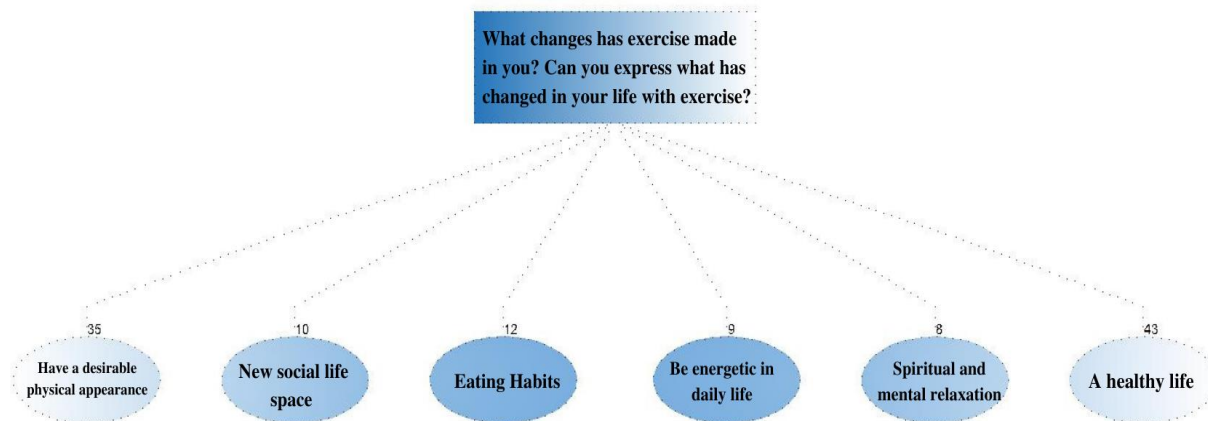 What changes has exercise made
in you? Can you express what has
changed in your life with exercise?
35
10
12
9
8
43
Have a desirable
physical appearance
New social life
space
Eating Habits
Be energetic in
daily life
Spiritual and
mental relaxation
A healthy life